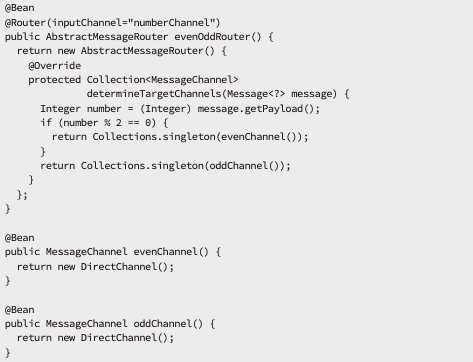 @Bean
@Router(inputChannel="numberChannel")
public AbstractMessageRouter evenOddRouter() {
  return new AbstractMessageRouter() {
    @Override
    protected Collection<MessageChannel>
              determineTargetChannels(Message<?> message) {
      Integer number = (Integer) message.getPayload();
      if (number % 2 == 0) {
        return Collections.singleton(evenChannel());
      }
      return Collections.singleton(oddChannel());
    }
  };
}

@Bean
public MessageChannel evenChannel() {
  return new DirectChannel();
}

@Bean
public MessageChannel oddChannel() {
  return new DirectChannel();
}